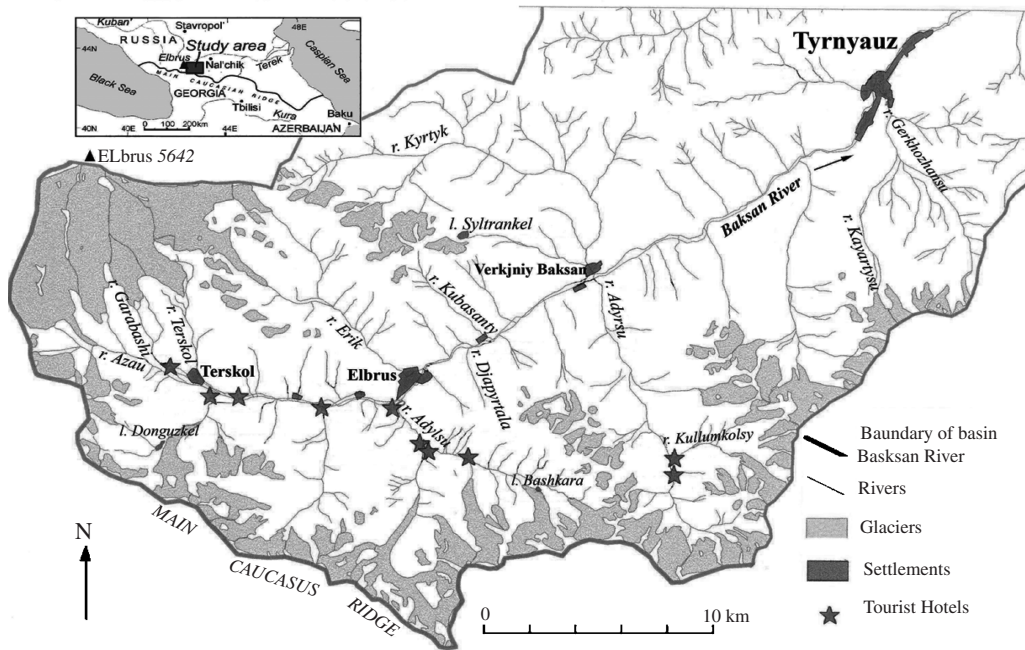 Kuban
Stavropol
48E
44N
RUSSIA
Study area
Elbrus
Nal'chik
Terek
Caspian Sea
MAIN CAUCASIAN RIDGE
Black Sea
GEORGIA
Tbilisi
Kura
Baku
0 100 200km
40N 40E 44E AZERBAIJAN
Tyrnyauz
r. Gerkhozhansu
ELbrus 5642
r. Kyrtyk
Baksan River
l. Syltrankel
r. Kayartysu
Verkjniy Baksan
r. Kubasanty
r. Adyrsu
r. Garabashi
r. Terskol
r. Erik
r. Azau
Terskol
Elbrus
r. Djapyrtala
r. Adylsu
l. Donguzkel
r. Kullumkolsy
l. Bashkara
MAIN
CAUCASUS
RIDGE
N
0 10 km
Baundary of basin
Basksan River
Rivers
Glaciers
Settlements
Tourist Hotels